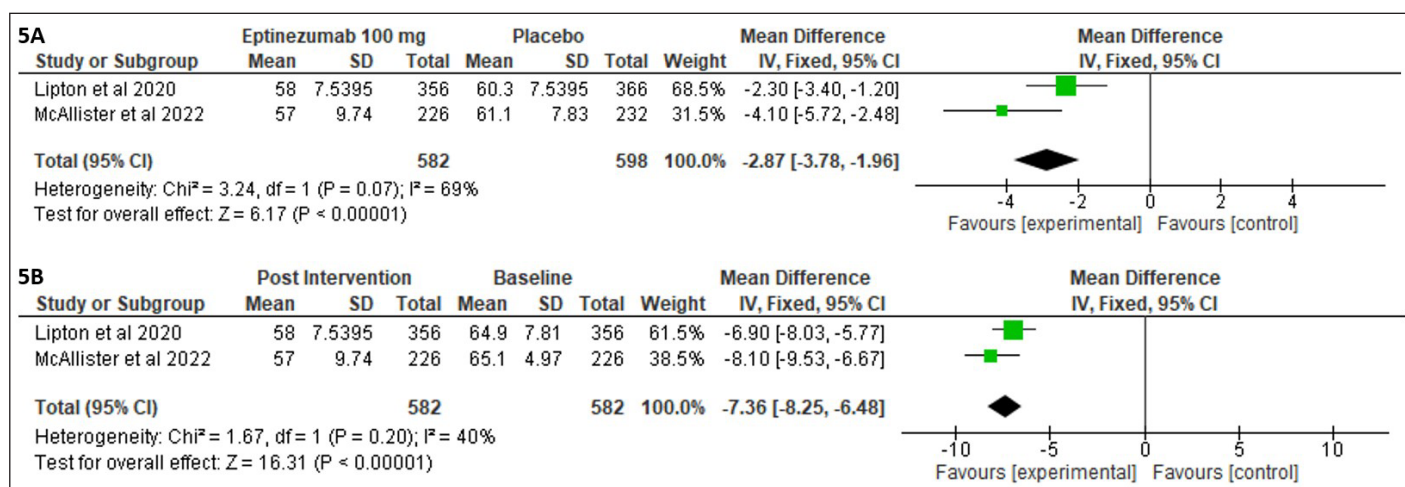 5A Eptinezumab 100 mg Placebo Mean Difference Mean Difference
Study or Subgroup Mean SD Total Mean SD Total Weight IV, Fixed, 95% CI IV, Fixed, 95% CI
Lipton et al 2020 58 7.5395 356 60.3 7.5395 366 68.5% -2.30 [-3.40, -1.20]
McAllister et al 2022 57 9.74 226 61.1 7.83 232 31.5% -4.10 [-5.72, -2.48]
Total (95% CI) 582 598 100.0% -2.87 [-3.78, -1.96]
Heterogeneity: Chi² = 3.24, df = 1 (P = 0.07); I² = 69%
Test for overall effect: Z = 6.17 (P < 0.00001)
-4 -2 0 2 4
Favours [experimental] Favours [control]
5B Post Intervention Baseline Mean Difference Mean Difference
Study or Subgroup Mean SD Total Mean SD Total Weight IV, Fixed, 95% CI IV, Fixed, 95% CI
Lipton et al 2020 58 7.5395 356 64.9 7.81 356 61.5% -6.90 [-8.03, -5.77]
McAllister et al 2022 57 9.74 226 65.1 4.97 226 38.5% -8.10 [-9.53, -6.67]
Total (95% CI) 582 582 100.0% -7.36 [-8.25, -6.48]
Heterogeneity: Chi² = 1.67, df = 1 (P = 0.20); I² = 40%
Test for overall effect: Z = 16.31 (P < 0.00001)
-10 -5 0 5 10
Favours [experimental] Favours [control]